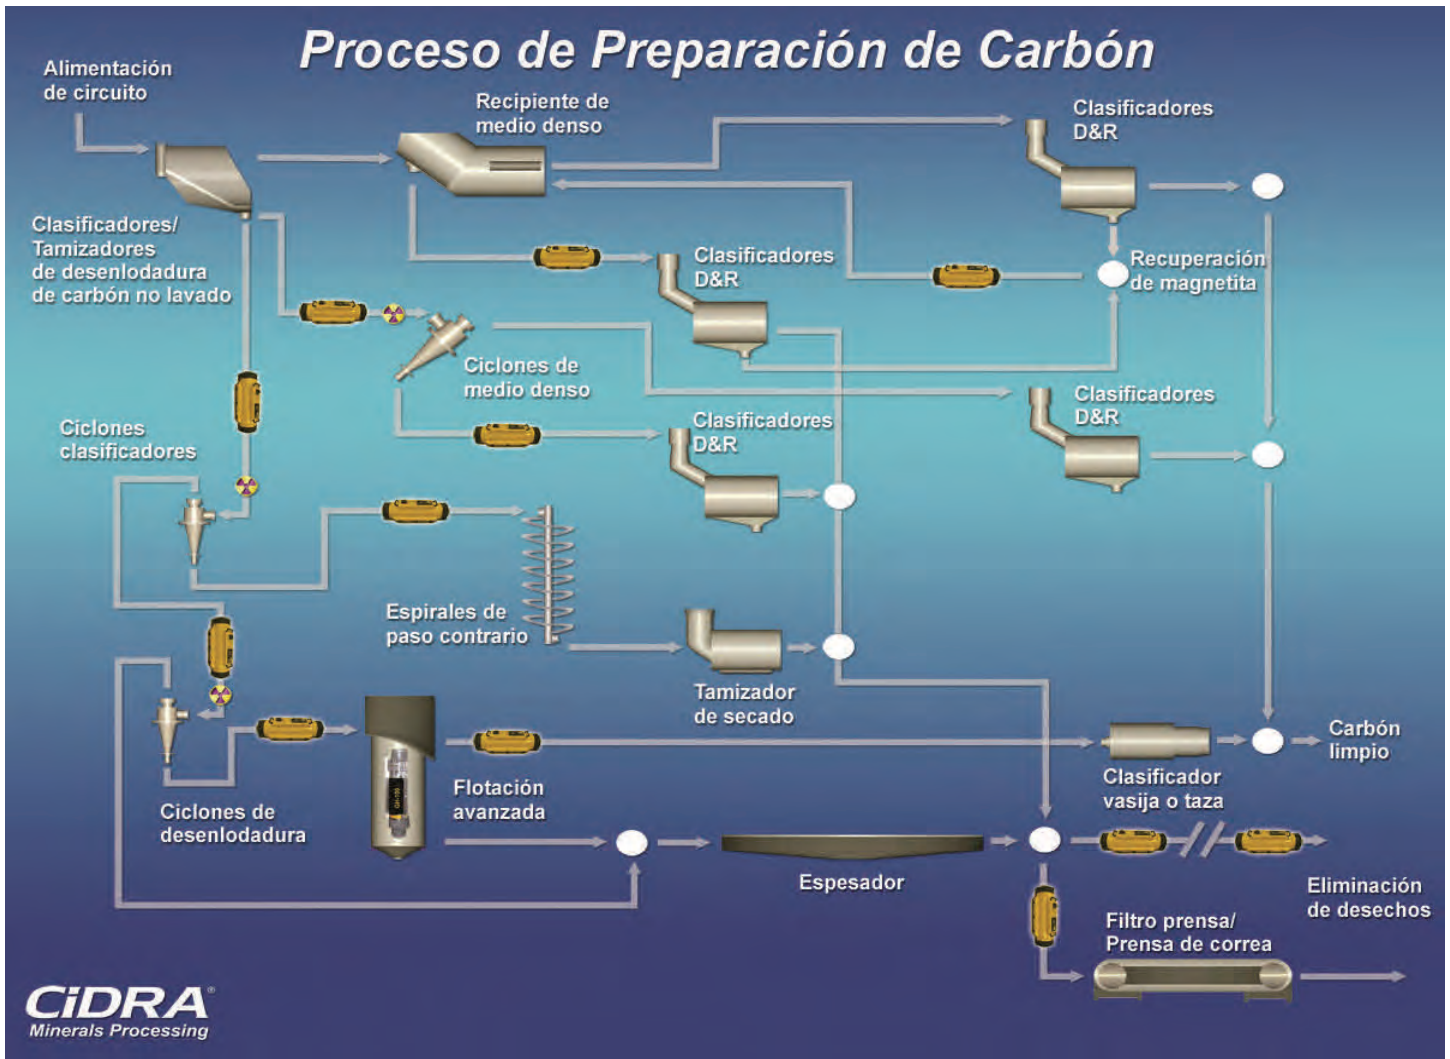 Proceso de Preparación de Carbón
Alimentación
de circuito
Recipiente de
medio denso
Clasificadores
D&R
Clasificadores/
Tamizadores
de desenlodadura
de carbón no lavado
Clasificadores
D&R
Recuperación
de magnetita
Ciclones de
medio denso
Clasificadores
D&R
Ciclones
clasificadores
Clasificadores
D&R
Espirales de
paso contrario
Tamizador
de secado
Carbón
limpio
Flotación
avanzada
Clasificador
vasija o taza
Ciclones de
desenlodadura
Espesador
Eliminación
de desechos
Filtro prensa/
Prensa de correa
CiDRA®
Minerals Processing